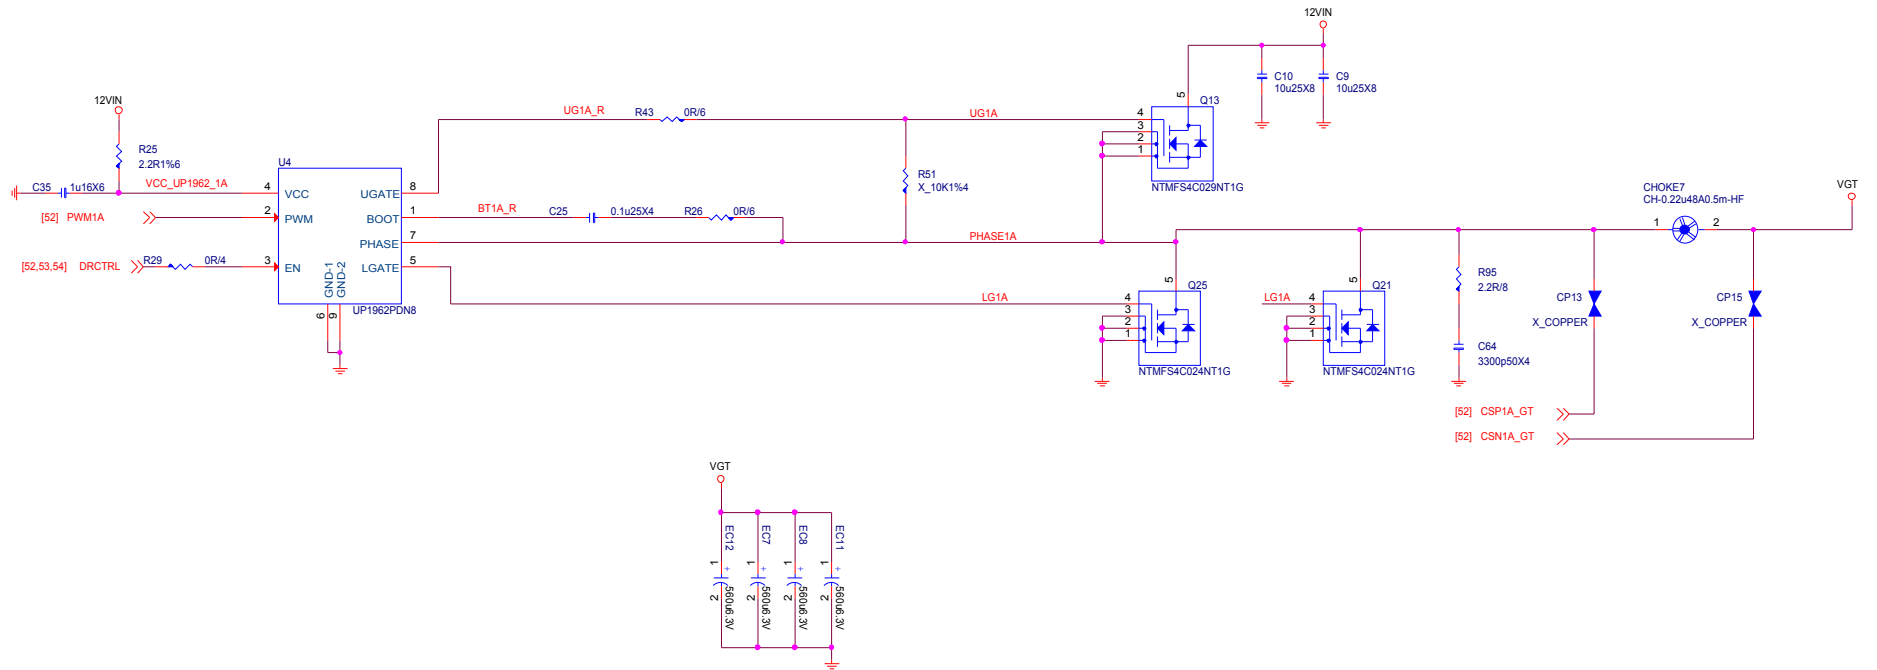 12VIN
12VIN
C10
10u25X8
C9
10u25X8
5
Q13
UG1A_R
R43
0R/6
UG1A
4
3
2
1
NTMFS4C029NT1G
R25
2.2R1%6
U4
C35
1u16X6
VCC_UP1962_1A
4
VCC
UGATE
8
[52] PWM1A
2
PWM
BOOT
1
BT1A_R
C25
0.1u25X4
R26
0R/6
R51
X_10K1%4
PHASE
7
PHASE1A
[52,53,54] DRCTRL
R29
0R/4
3
EN
LGATE
5
GND-1
GND-2
6
9
UP1962PDN8
CHOKE7
CH-0.22u48A0.5m-HF
1
2
VGT
LG1A
5
Q25
4
3
2
1
NTMFS4C024NT1G
LG1A
5
Q21
4
3
2
1
NTMFS4C024NT1G
R95
2.2R/8
C64
3300p50X4
CP13
X_COPPER
CP15
X_COPPER
[52] CSP1A_GT
[52] CSN1A_GT
VGT
EC12
1
+
2
560u6.3V
EC7
1
+
2
560u6.3V
EC8
1
+
2
560u6.3V
EC11
1
+
2
560u6.3V